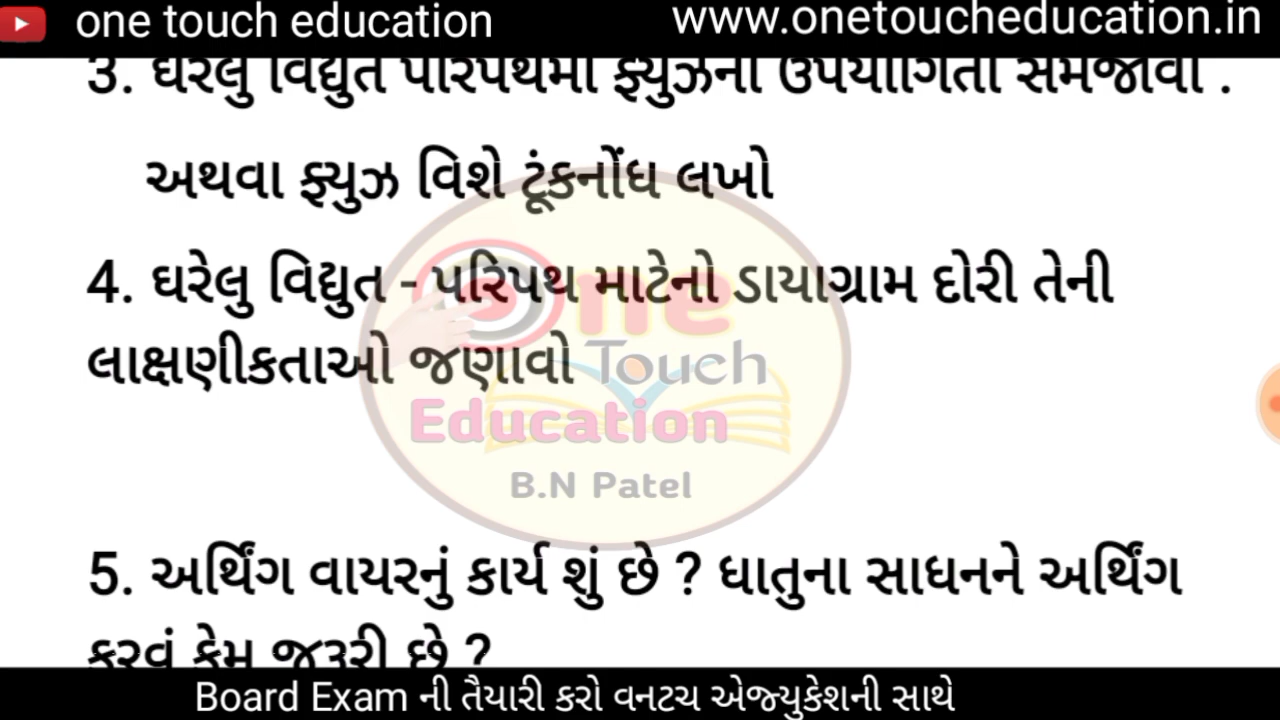 one touch education
www.onetoucheducation.in
3. ઘરેલુ વિદ્યુત પરિપથમાં ફ્યુઝની ઉપયોગિતા સમજાવો .
અથવા ફ્યુઝ વિશે ટૂંકનોંધ લખો
4. ઘરેલુ વિદ્યુત - પરિપથ માટેનો ડાયાગ્રામ દોરી તેની
લાક્ષણીકતાઓ જણાવો
One
Touch
Education
B.N Patel
5. અર્થિંગ વાયરનું કાર્ય શું છે ? ધાતુના સાધનને અર્થિંગ
કરવું કેમ જરૂરી છે ?
Board Exam ની તૈયારી કરો વનટચ એજ્યુકેશની સાથે